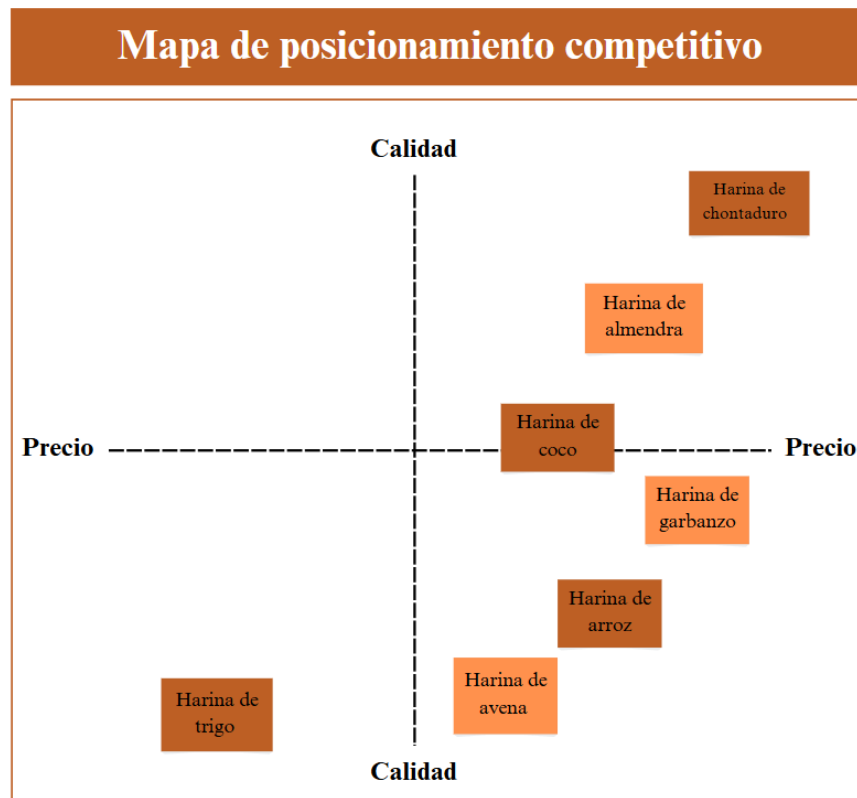 Mapa de posicionamiento competitivo
Calidad
Harina de
chontaduro
Harina de
almendra
Harina de
coco
Precio
Precio
Harina de
garbanzo
Harina de
arroz
Harina de
avena
Harina de
trigo
Calidad